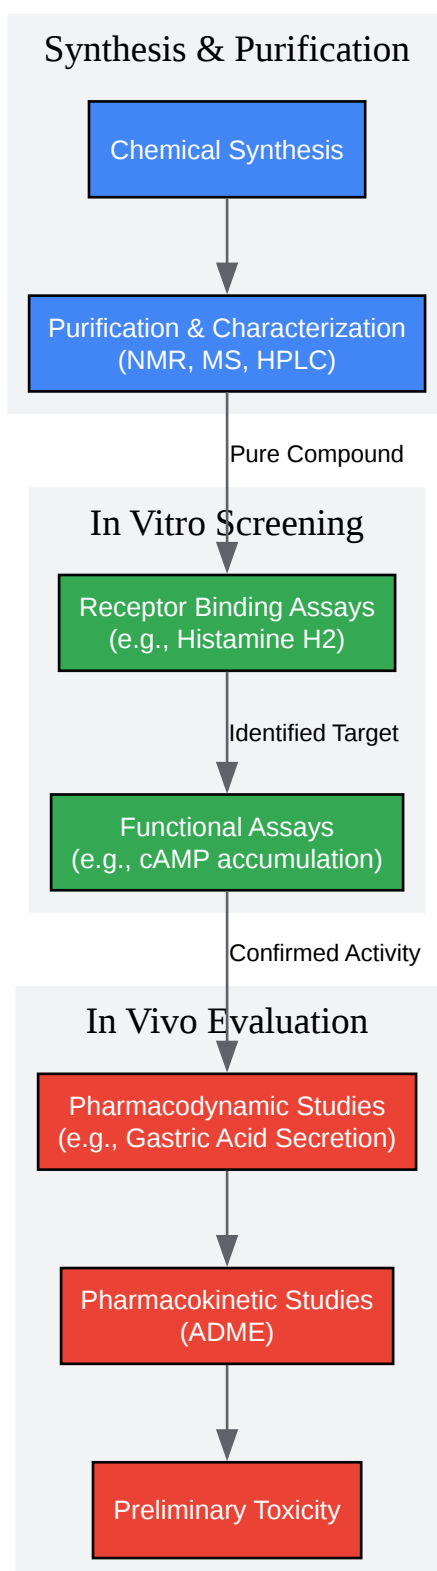 Synthesis & Purification
Chemical Synthesis
Purification & Characterization
(NMR, MS, HPLC)
Pure Compound
In Vitro Screening
Receptor Binding Assays
(e.g., Histamine H2)
Identified Target
Functional Assays
(e.g., cAMP accumulation)
Confirmed Activity
In Vivo Evaluation
Pharmacodynamic Studies
(e.g., Gastric Acid Secretion)
Pharmacokinetic Studies
(ADME)
Preliminary Toxicity